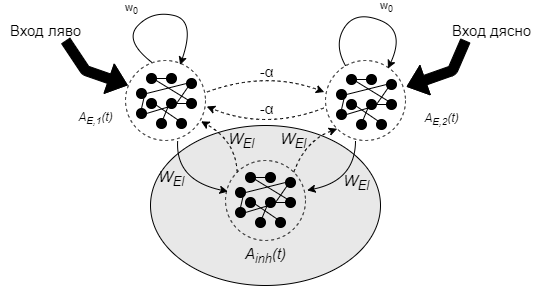 w0
w0
Вход ляво
Вход дясно
-α
-α
AE,1(t)
AE,2(t)
WEI
WEI
WEI
WEI
Ainh(t)